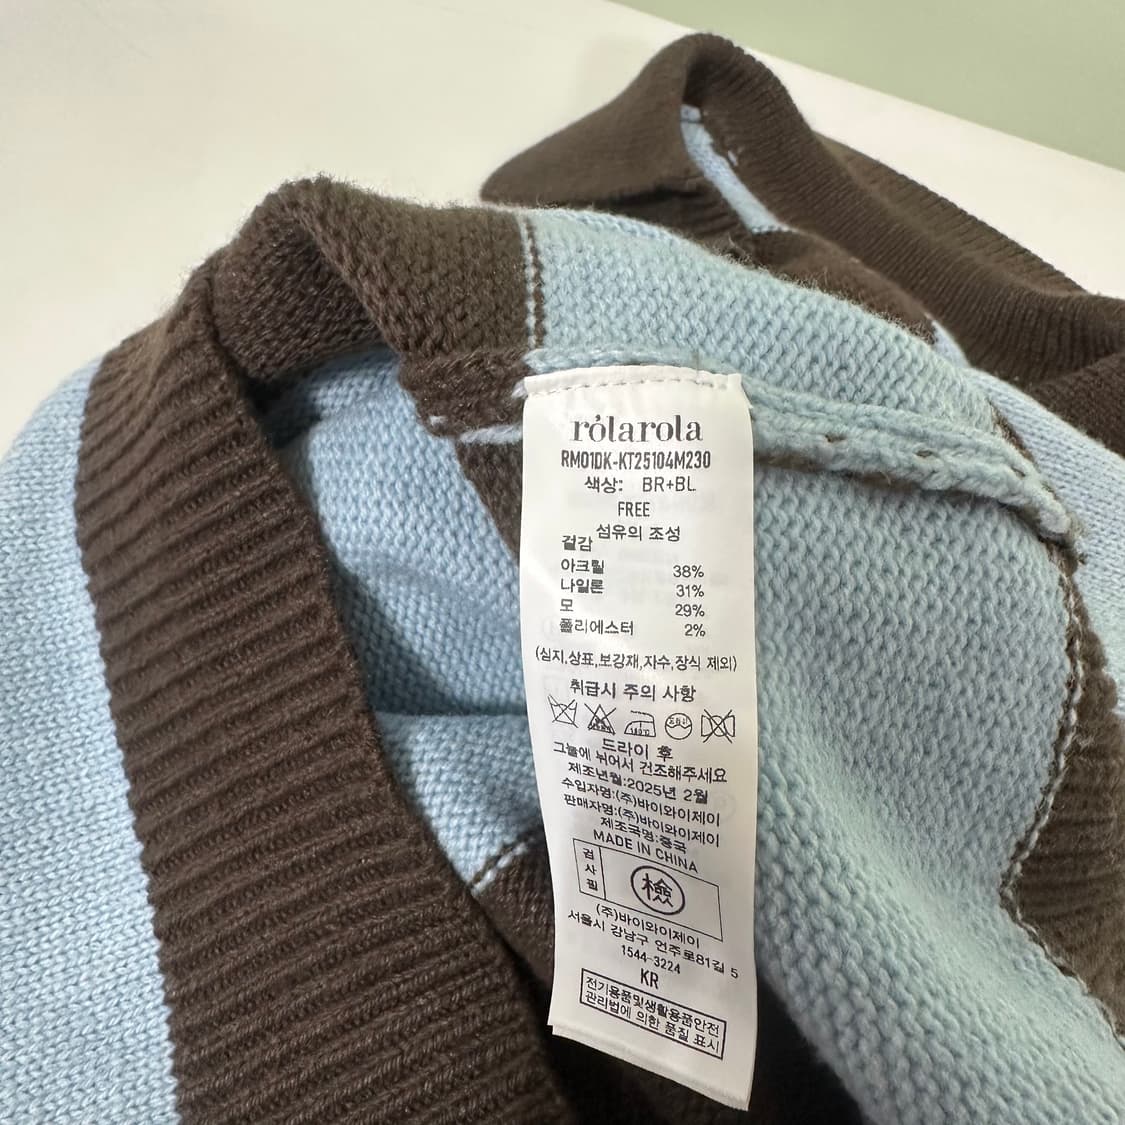 rólarola
RM01DK-KT25104M230
색상: BR+BL
FREE
섬유의 조성
겉감
아크릴 38%
나일론 31%
모 29%
폴리에스터 2%
(심지,상표,보강재,자수,장식 제외)
취급시 주의 사항
180℃
드라이 후
그늘에 뉘어서 건조해주세요
제조년월:2025년 2월
수입자명:(주)바이와이제이
판매자명:(주)바이와이제이
제조국명:중국
MADE IN CHINA
검사필
檢
(주)바이와이제이
서울시 강남구 언주로81길 5
1544-3224
KR
전기용품및생활용품안전
관리법에 의한 품질 표시